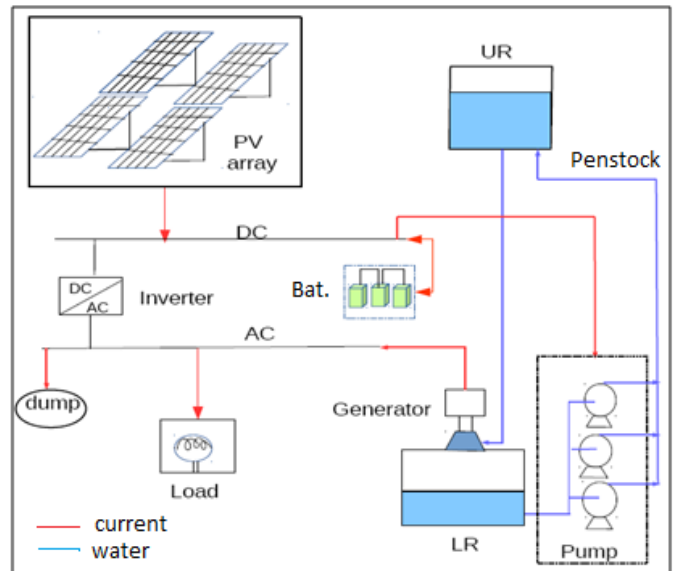 PV
array
UR
Penstock
DC
Bat.
DC
AC
Inverter
AC
dump
Load
Generator
LR
Pump
current
water